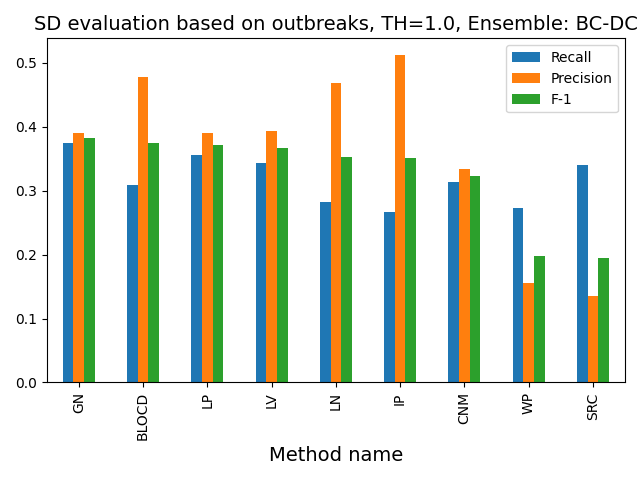 SD evaluation based on outbreaks, TH=1.0, Ensemble: BC-DC
Recall
Precision
F-1
0.5
0.4
0.3
0.2
0.1
0.0
GN
BLOCD
LP
LV
LN
IP
CNM
WP
SRC
Method name